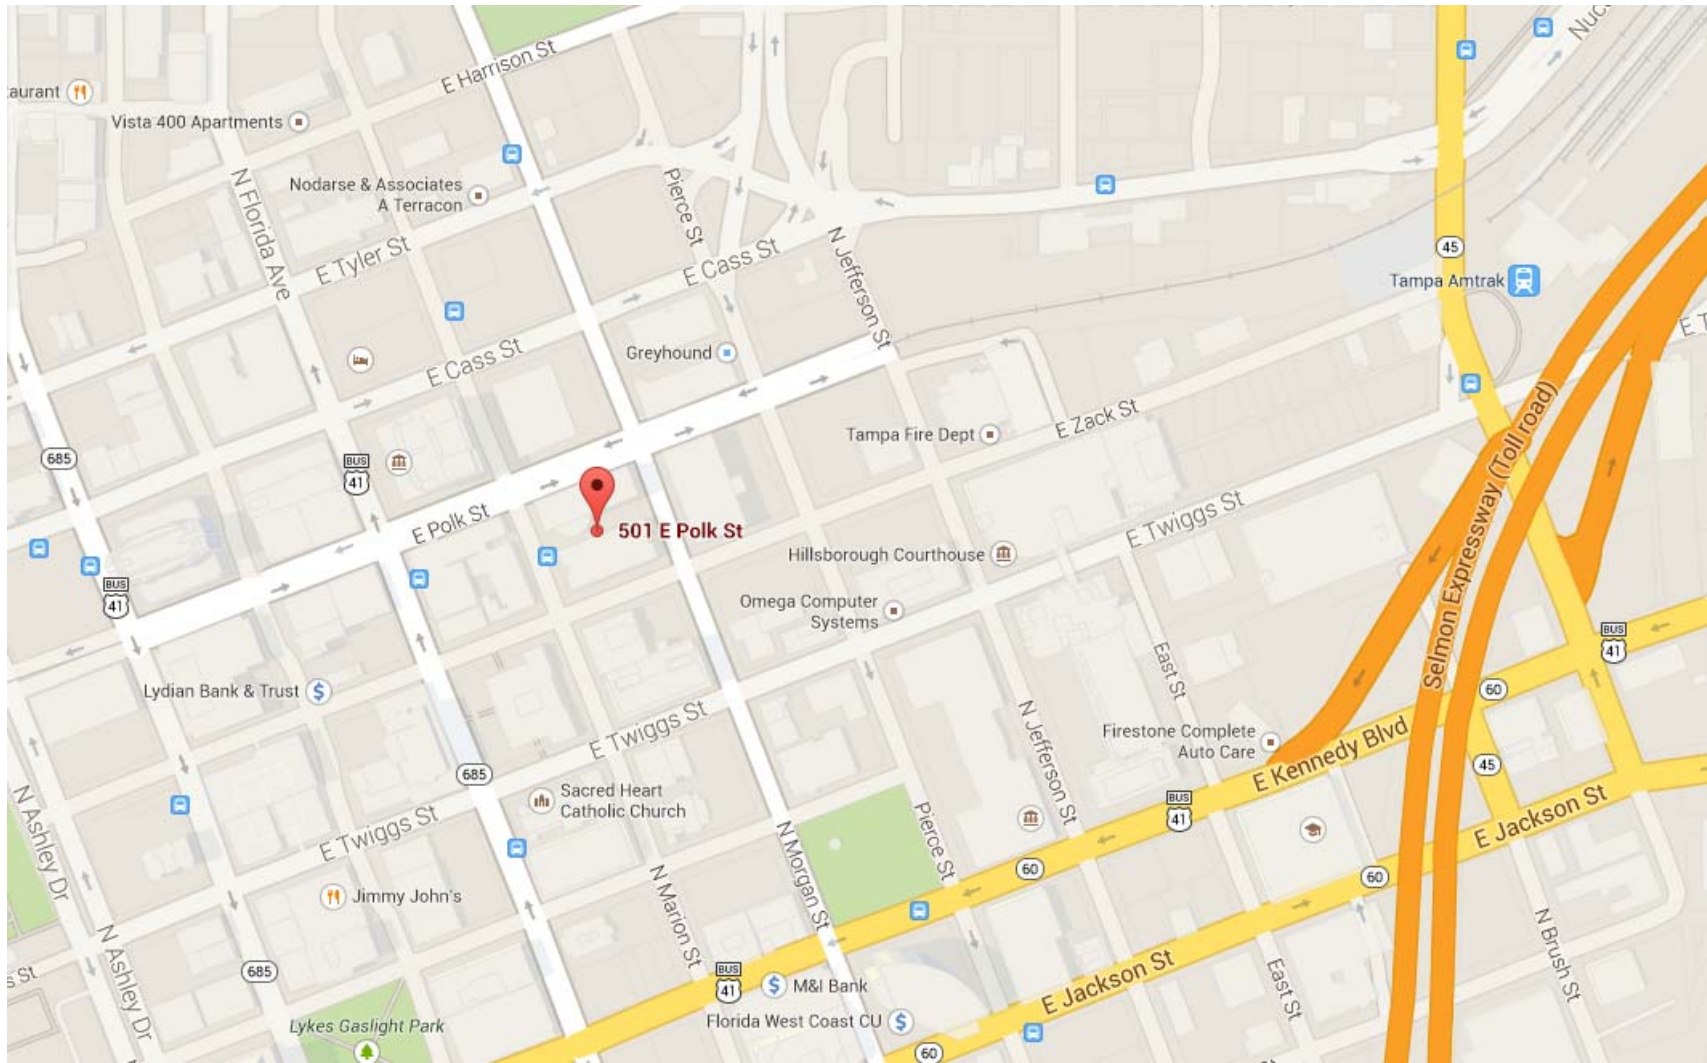 Nuc
E Harrison St
aurant
Vista 400 Apartments
Nodarse & Associates
A Terracon
N Florida Ave
Pierce St
E Tyler St
E Cass St
N Jefferson St
45
Tampa Amtrak
E T
Greyhound
E Cass St
685
BUS
41
E Zack St
Tampa Fire Dept
E Polk St
501 E Polk St
E Twiggs St
Selmon Expressway (Toll road)
Hillsborough Courthouse
BUS
41
Omega Computer
Systems
BUS
41
East St
Lydian Bank & Trust
60
E Twiggs St
N Jefferson St
Firestone Complete
Auto Care
E Kennedy Blvd
685
45
Sacred Heart
Catholic Church
BUS
41
E Jackson St
N Ashley Dr
E Twiggs St
Pierce St
N Morgan St
60
60
Jimmy John's
N Marion St
N Ashley Dr
N Brush St
685
s St
BUS
41
M&I Bank
E Jackson St
East St
Lykes Gaslight Park
Florida West Coast CU
60